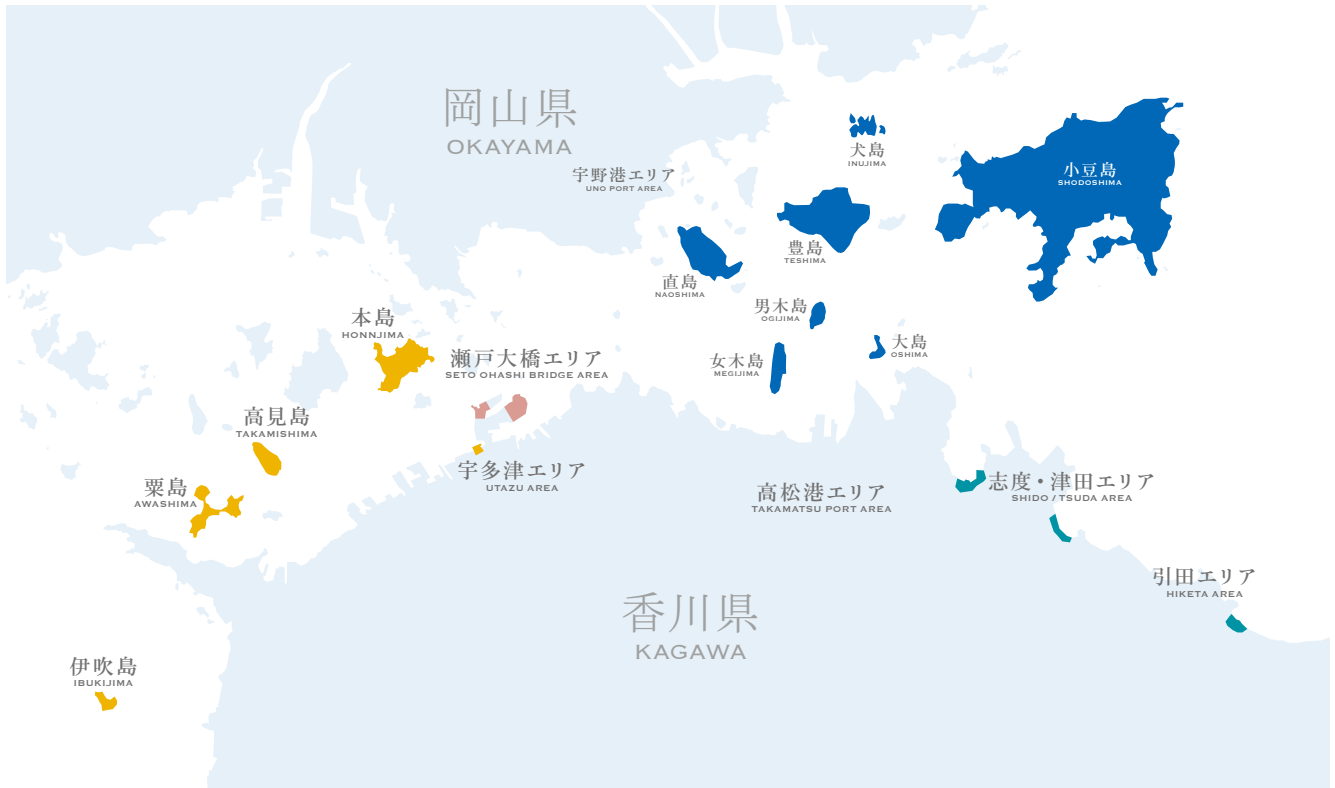 岡山県
OKAYAMA
犬島
INUJIMA
小豆島
SHODOSHIMA
宇野港エリア
UNO PORT AREA
豊島
TESHIMA
直島
NAOSHIMA
男木島
OGIJIMA
本島
HONNJIMA
瀬戸大橋エリア
SETO OHASHI BRIDGE AREA
女木島
MEGIJIMA
大島
OSHIMA
高見島
TAKAMISHIMA
宇多津エリア
UTAZU AREA
粟島
AWASHIMA
高松港エリア
TAKAMATSU PORT AREA
志度・津田エリア
SHIDO / TSUDA AREA
引田エリア
HIKETA AREA
香川県
KAGAWA
伊吹島
IBUKIJIMA